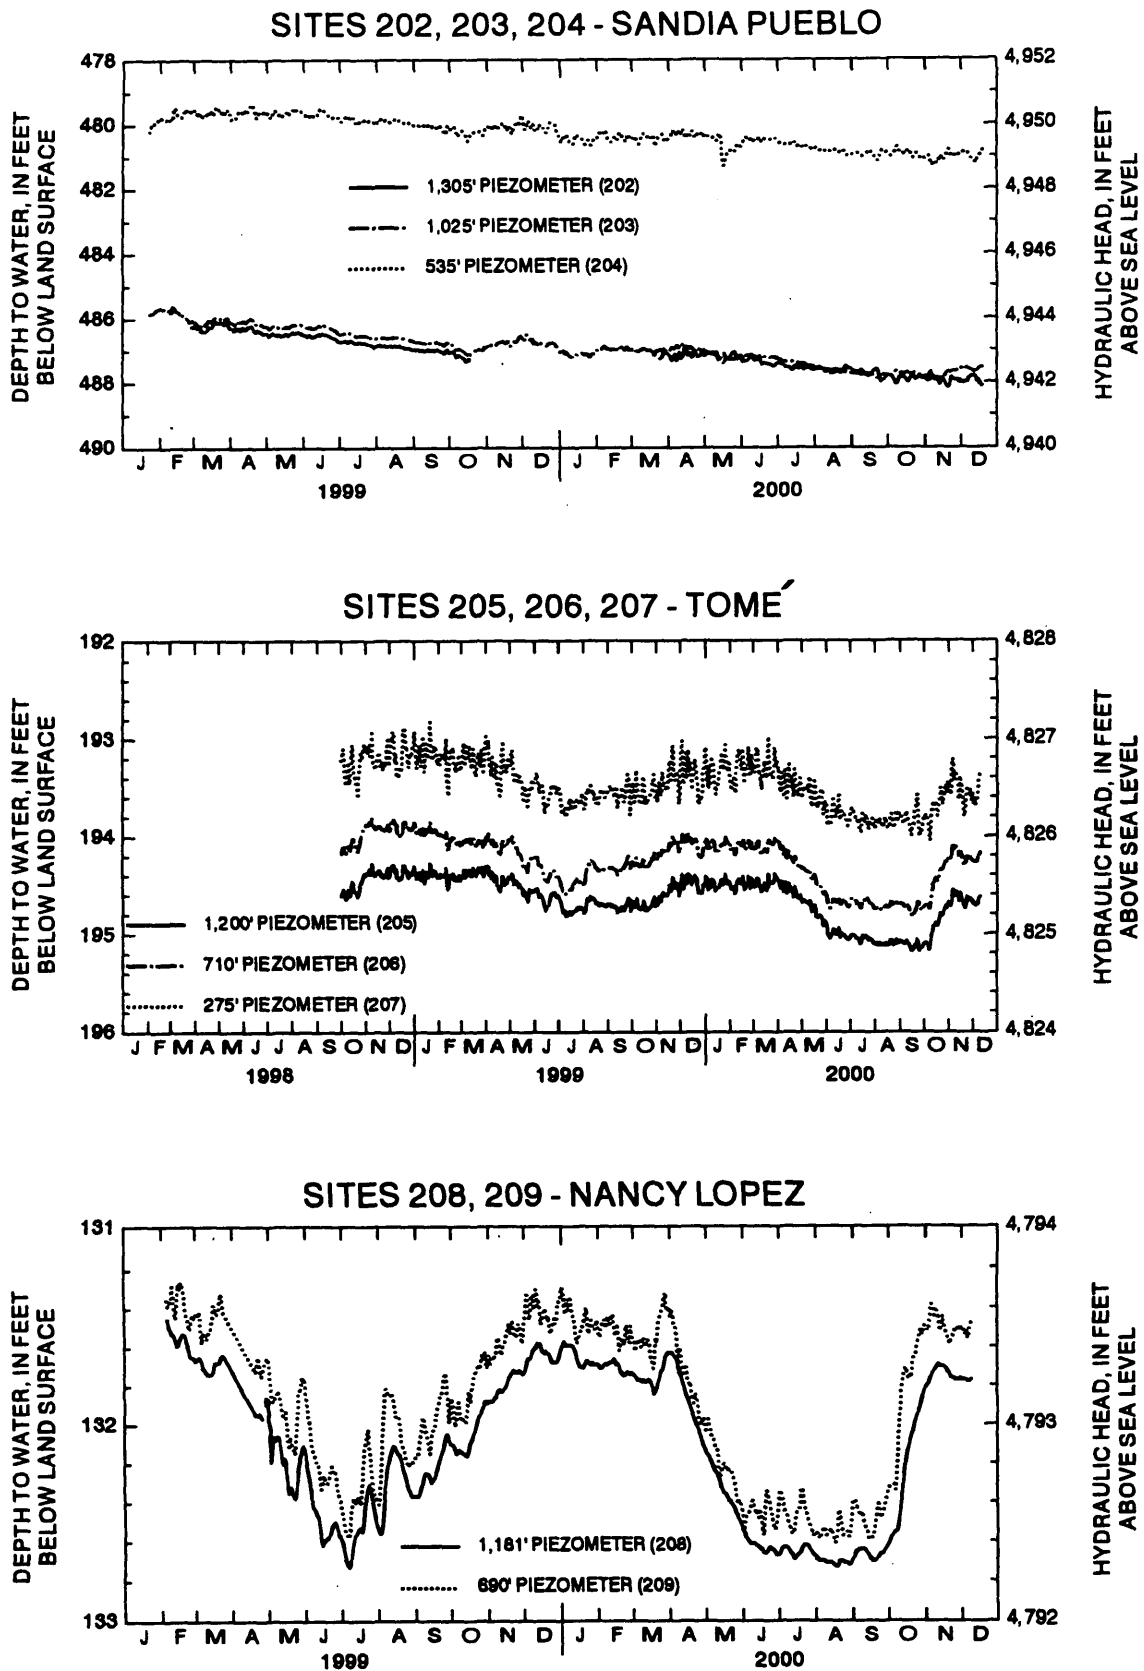 SITES 202, 203, 204 - SANDIA PUEBLO
DEPTH TO WATER, IN FEET
BELOW LAND SURFACE
478
480
482
484
486
488
490
1,305' PIEZOMETER (202)
1,025' PIEZOMETER (203)
535' PIEZOMETER (204)
4,952
4,950
4,948
4,946
4,944
4,942
4,940
HYDRAULIC HEAD, IN FEET
ABOVE SEA LEVEL
J F M A M J J A S O N D J F M A M J J A S O N D
1999 2000
SITES 205, 206, 207 - TOMÉ
DEPTH TO WATER, IN FEET
BELOW LAND SURFACE
192
193
194
195
196
1,200' PIEZOMETER (205)
710' PIEZOMETER (206)
275' PIEZOMETER (207)
4,828
4,827
4,826
4,825
4,824
HYDRAULIC HEAD, IN FEET
ABOVE SEA LEVEL
J F M A M J J A S O N D J F M A M J J A S O N D J F M A M J J A S O N D
1998 1999 2000
SITES 208, 209 - NANCY LOPEZ
DEPTH TO WATER, IN FEET
BELOW LAND SURFACE
131
132
133
1,181' PIEZOMETER (208)
690' PIEZOMETER (209)
4,794
4,793
4,792
HYDRAULIC HEAD, IN FEET
ABOVE SEA LEVEL
J F M A M J J A S O N D J F M A M J J A S O N D
1999 2000